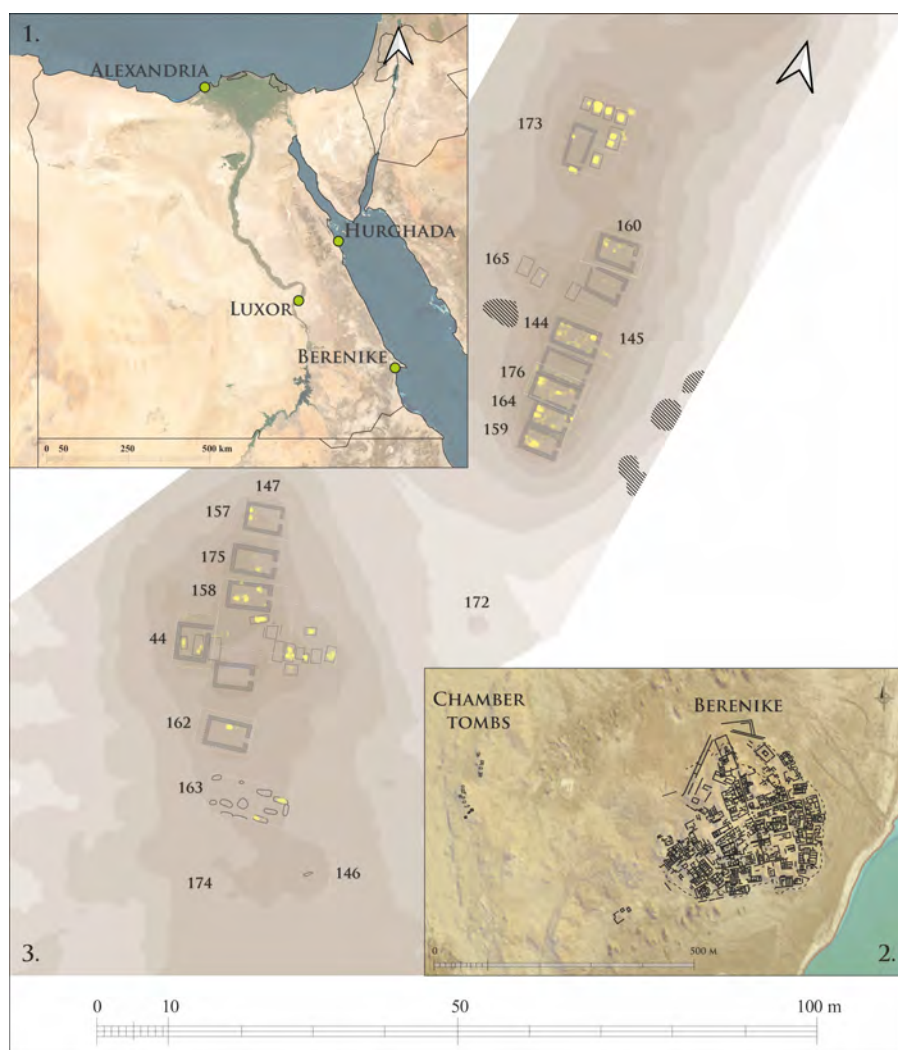 1.
ALEXANDRIA
HURGHADA
LUXOR
BERENIKE
0 50 250 500 km
173
160
165
144
145
176
164
159
147
157
175
158
172
44
162
163
174
146
3.
CHAMBER
TOMBS
BERENIKE
0 500 M
2.
0 10 50 100 m